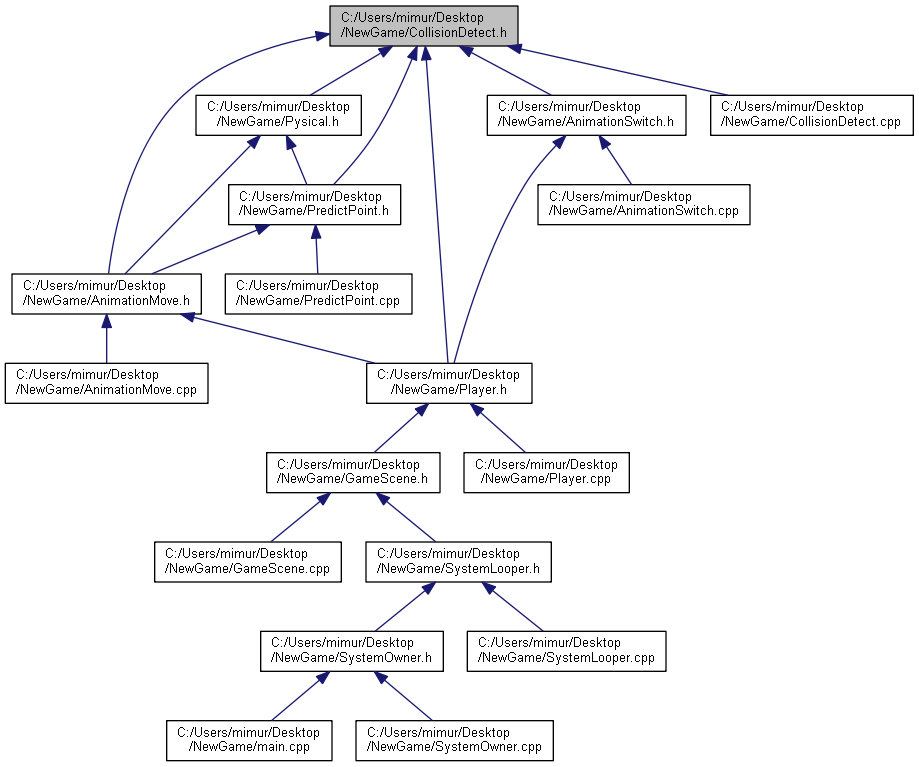 C:/Users/mimur/Desktop
/NewGame/CollisionDetect.h
C:/Users/mimur/Desktop
/NewGame/Pysical.h
C:/Users/mimur/Desktop
/NewGame/AnimationSwitch.h
C:/Users/mimur/Desktop
/NewGame/CollisionDetect.cpp
C:/Users/mimur/Desktop
/NewGame/PredictPoint.h
C:/Users/mimur/Desktop
/NewGame/AnimationSwitch.cpp
C:/Users/mimur/Desktop
/NewGame/AnimationMove.h
C:/Users/mimur/Desktop
/NewGame/PredictPoint.cpp
C:/Users/mimur/Desktop
/NewGame/AnimationMove.cpp
C:/Users/mimur/Desktop
/NewGame/Player.h
C:/Users/mimur/Desktop
/NewGame/GameScene.h
C:/Users/mimur/Desktop
/NewGame/Player.cpp
C:/Users/mimur/Desktop
/NewGame/GameScene.cpp
C:/Users/mimur/Desktop
/NewGame/SystemLooper.h
C:/Users/mimur/Desktop
/NewGame/SystemOwner.h
C:/Users/mimur/Desktop
/NewGame/SystemLooper.cpp
C:/Users/mimur/Desktop
/NewGame/main.cpp
C:/Users/mimur/Desktop
/NewGame/SystemOwner.cpp